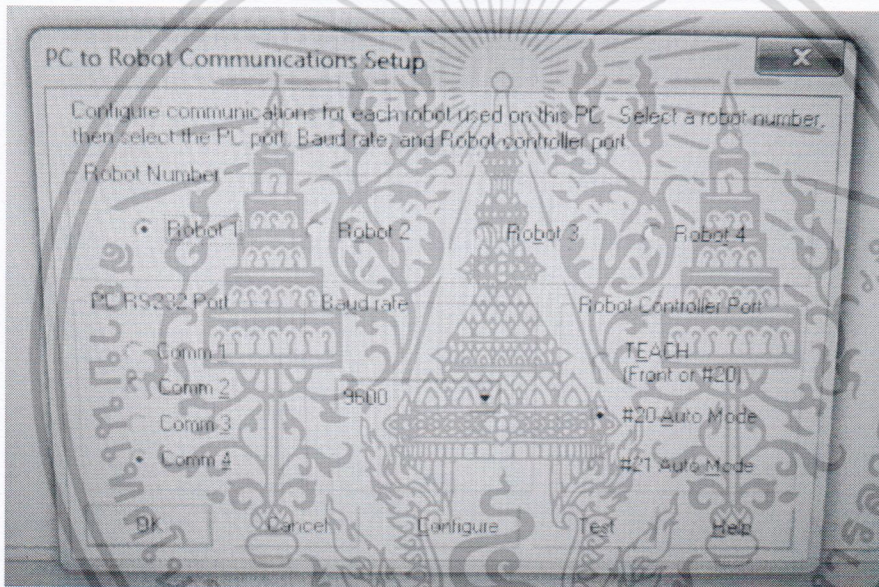 PC to Robot Communications Setup
Configure communications for each robot used on this PC. Select a robot number,
then select the PC port, Baud rate, and Robot controller port.
Robot Number
Robot 1 Robot 2 Robot 3 Robot 4
PC RS232 Port Baud rate Robot Controller Port
Comm 1
Comm 2
Comm 3
Comm 4
9600
TEACH
(Front or #20)
#20 Auto Mode
#21 Auto Mode
OK Cancel Configure Test Help